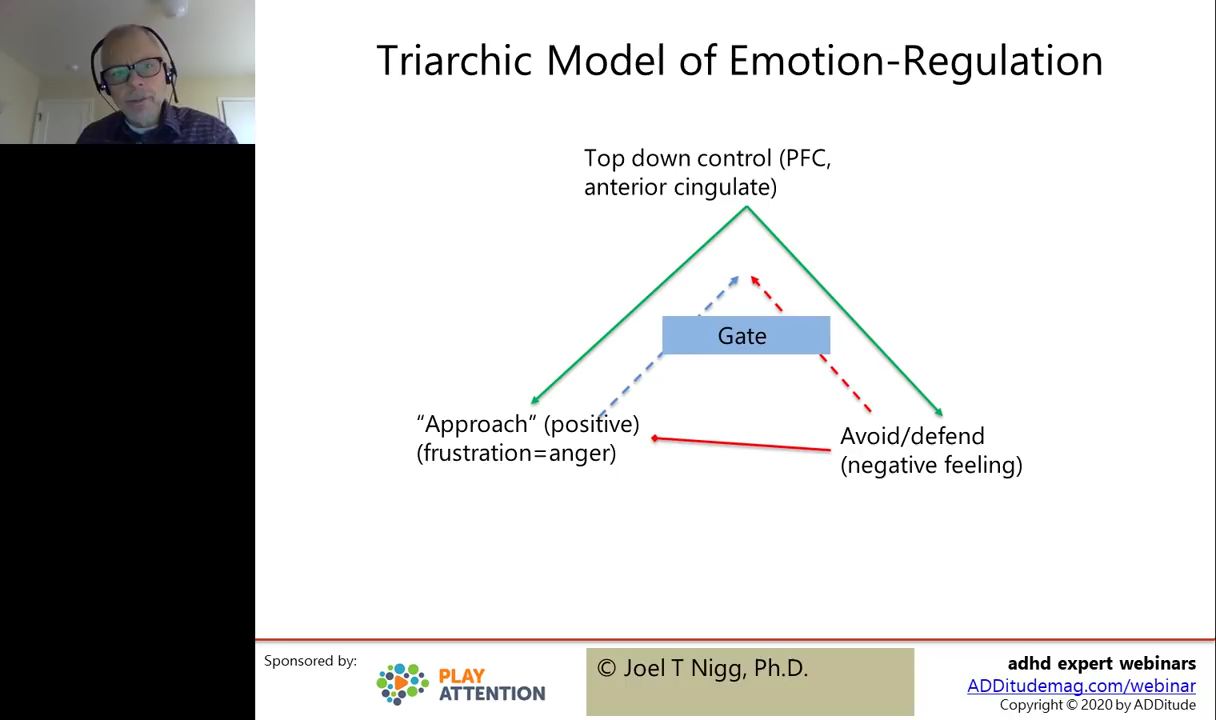 Triarchic Model of Emotion-Regulation
Top down control (PFC,
anterior cingulate)
Gate
“Approach” (positive)
(frustration=anger)
Avoid/defend
(negative feeling)
Sponsored by:
PLAY
ATTENTION
© Joel T Nigg, Ph.D.
adhd expert webinars
ADDitudemag.com/webinar
Copyright © 2020 by ADDitude